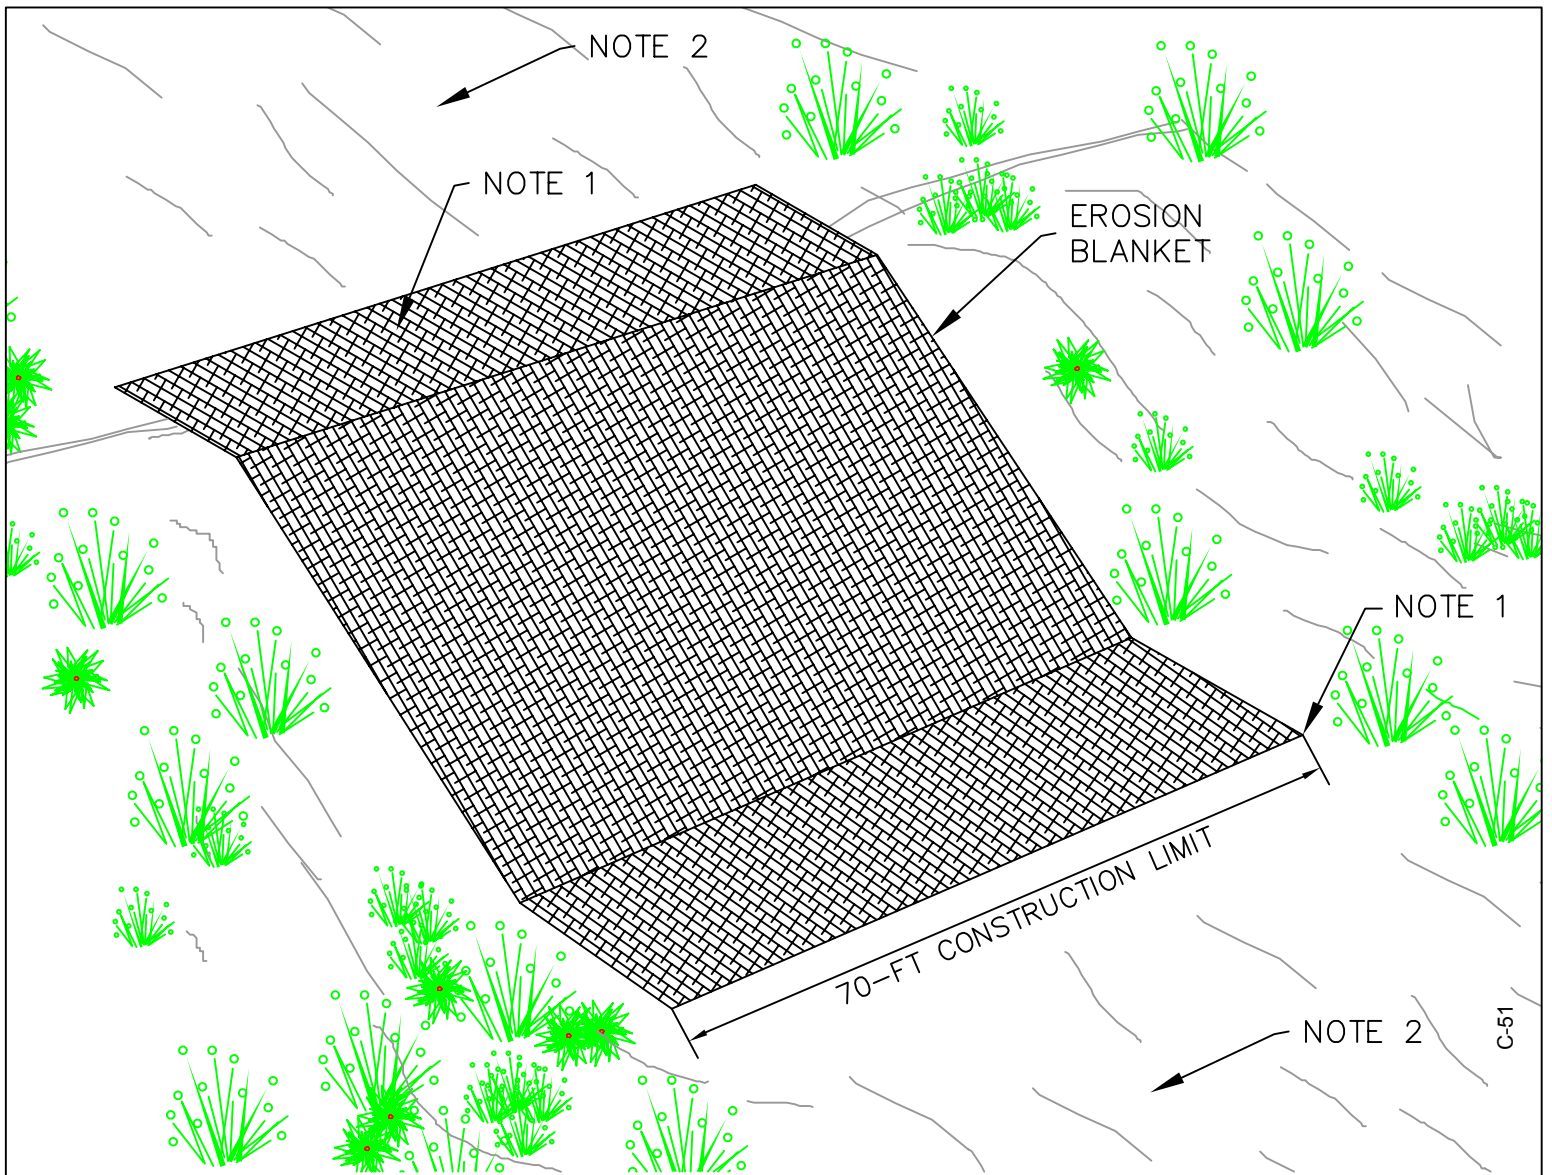 NOTE 2
NOTE 1
EROSION
BLANKET
NOTE 1
70-FT CONSTRUCTION LIMIT
NOTE 2
C-51